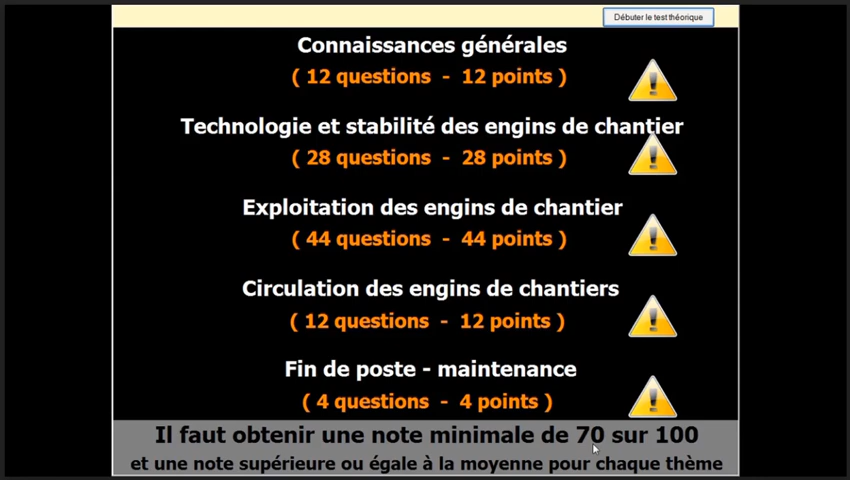 Débuter le test théorique
Connaissances générales
( 12 questions - 12 points )
Technologie et stabilité des engins de chantier
( 28 questions - 28 points )
Exploitation des engins de chantier
( 44 questions - 44 points )
Circulation des engins de chantiers
( 12 questions - 12 points )
Fin de poste - maintenance
( 4 questions - 4 points )
Il faut obtenir une note minimale de 70 sur 100
et une note supérieure ou égale à la moyenne pour chaque thème